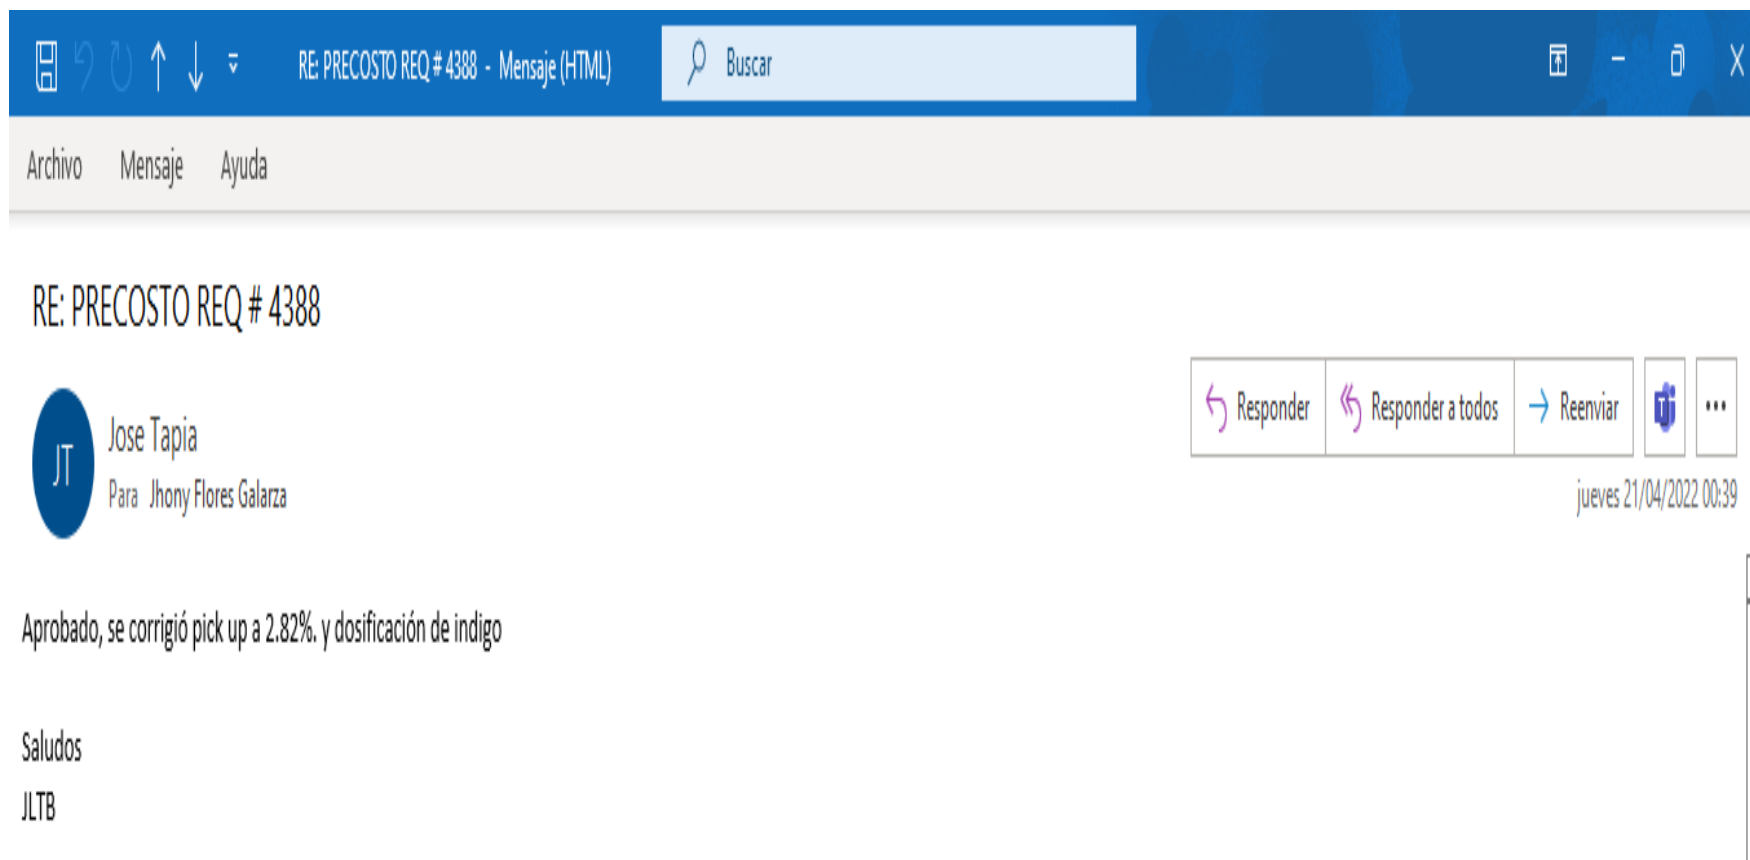 RE: PRECOSTO REQ # 4388 - Mensaje (HTML)
Buscar
Archivo Mensaje Ayuda
RE: PRECOSTO REQ # 4388
JT
Jose Tapia
Para Jhony Flores Galarza
Responder Responder a todos Reenviar
jueves 21/04/2022 00:39
Aprobado, se corrigió pick up a 2.82%. y dosificación de indigo
Saludos
JLTB